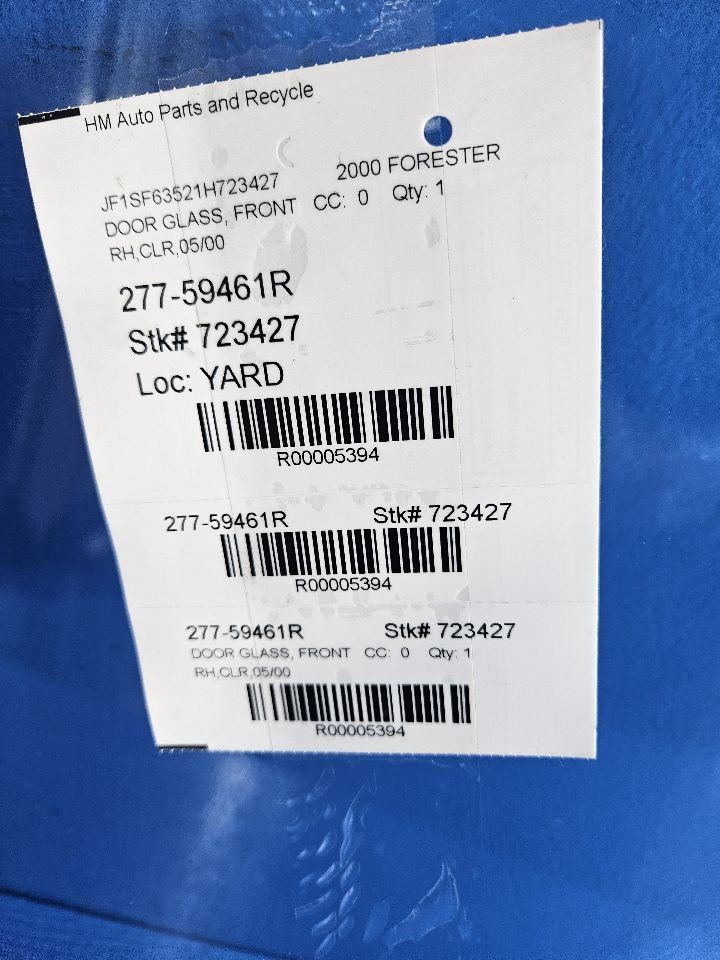 HM Auto Parts and Recycle
JF1SF63521H723427 2000 FORESTER
DOOR GLASS, FRONT CC: 0 Qty: 1
RH,CLR,05/00
277-59461R
Stk# 723427
Loc: YARD
R00005394
277-59461R Stk# 723427
R00005394
277-59461R Stk# 723427
DOOR GLASS, FRONT CC: 0 Qty: 1
RH,CLR,05/00
R00005394